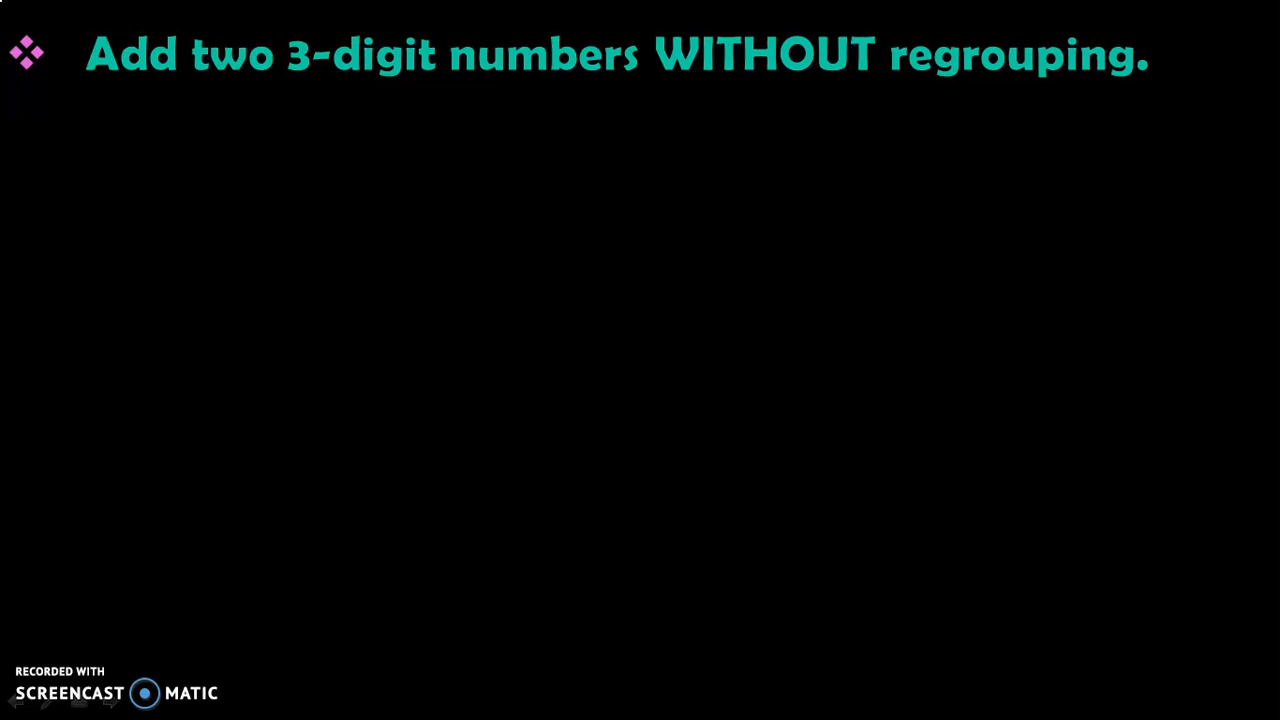 Add two 3-digit numbers WITHOUT regrouping.
RECORDED WITH
SCREENCAST MATIC